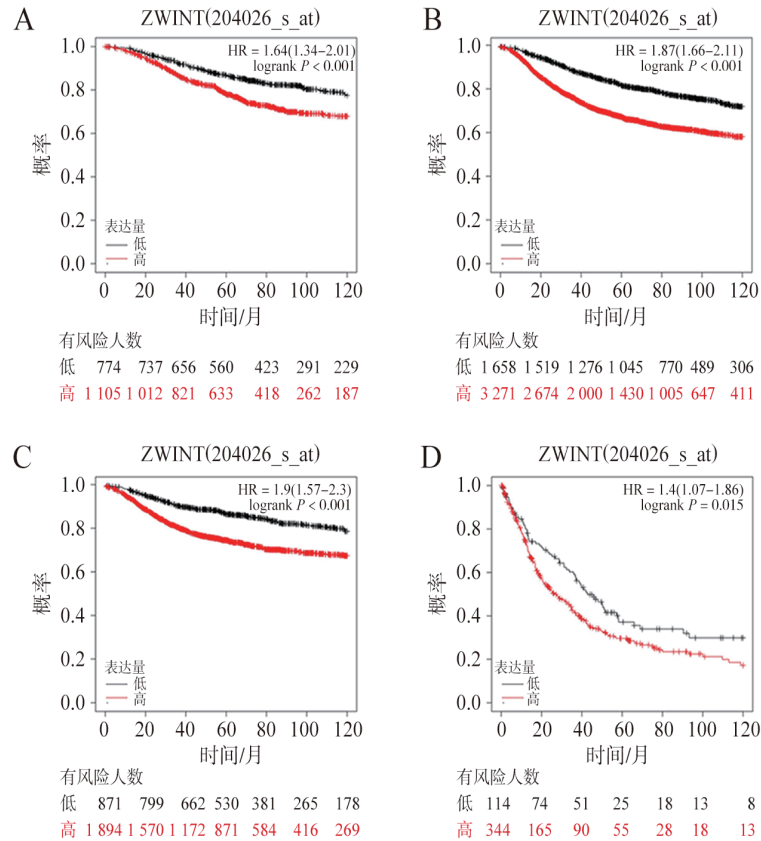 A
ZWINT(204026_s_at)
HR = 1.64(1.34–2.01)
logrank P < 0.001
1.0
0.8
0.6
0.4
0.2
0.0
概率
表达量
低
高
0 20 40 60 80 100 120
时间/月
有风险人数
低 774 737 656 560 423 291 229
高 1 105 1 012 821 633 418 262 187
B
ZWINT(204026_s_at)
HR = 1.87(1.66–2.11)
logrank P < 0.001
1.0
0.8
0.6
0.4
0.2
0.0
概率
表达量
低
高
0 20 40 60 80 100 120
时间/月
有风险人数
低 1 658 1 519 1 276 1 045 770 489 306
高 3 271 2 674 2 000 1 430 1 005 647 411
C
ZWINT(204026_s_at)
HR = 1.9(1.57–2.3)
logrank P < 0.001
1.0
0.8
0.6
0.4
0.2
0.0
概率
表达量
低
高
0 20 40 60 80 100 120
时间/月
有风险人数
低 871 799 662 530 381 265 178
高 1 894 1 570 1 172 871 584 416 269
D
ZWINT(204026_s_at)
HR = 1.4(1.07–1.86)
logrank P = 0.015
1.0
0.8
0.6
0.4
0.2
0.0
概率
表达量
低
高
0 20 40 60 80 100 120
时间/月
有风险人数
低 114 74 51 25 18 13 8
高 344 165 90 55 28 18 13